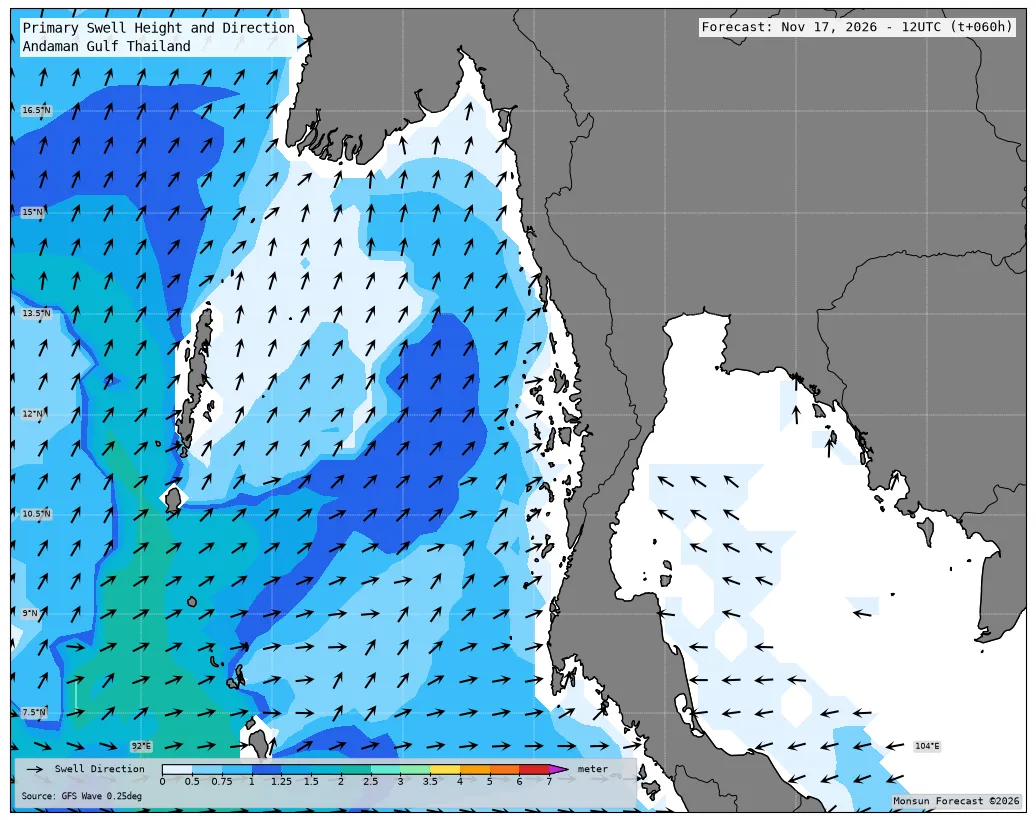 Primary Swell Height and Direction
Andaman Gulf Thailand
Forecast: Nov 17, 2026 - 12UTC (t+060h)
16.5°N
15°N
13.5°N
12°N
10.5°N
9°N
7.5°N
92°E
104°E
Swell Direction
meter
0 0.5 0.75 1 1.25 1.5 2 2.5 3 3.5 4 5 6 7
Source: GFS Wave 0.25deg
Monsun Forecast ©2026